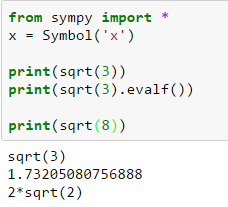 from sympy import *
x = Symbol('x')
print(sqrt(3))
print(sqrt(3).evalf())
print(sqrt(8))
sqrt(3)
1.73205080756888
2*sqrt(2)